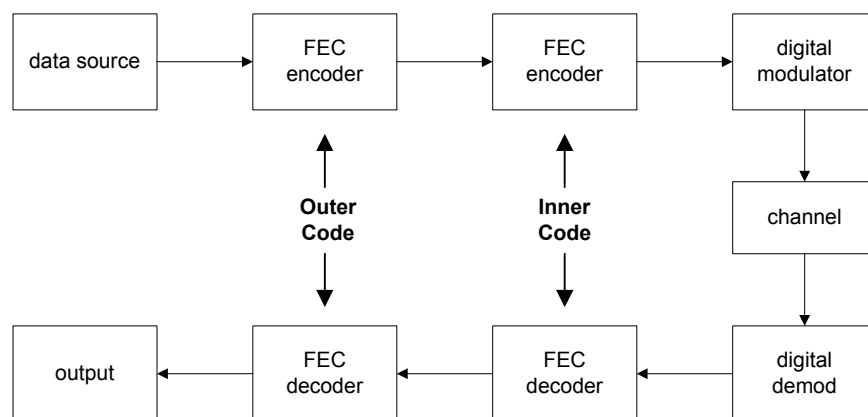 data source
FEC
encoder
FEC
encoder
digital
modulator
Outer
Code
Inner
Code
channel
output
FEC
decoder
FEC
decoder
digital
demod